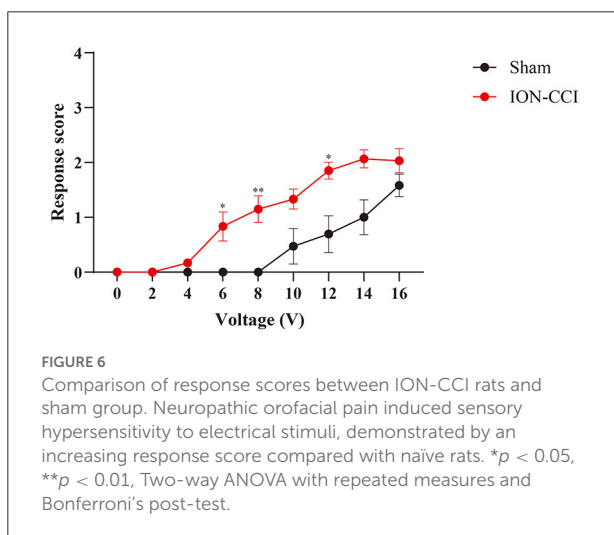 4
3
2
1
0
Response score
Sham
ION-CCI
*
**
*
0 2 4 6 8 10 12 14 16
Voltage (V)
FIGURE 6
Comparison of response scores between ION-CCI rats and
sham group. Neuropathic orofacial pain induced sensory
hypersensitivity to electrical stimuli, demonstrated by an
increasing response score compared with naïve rats. *p < 0.05,
**p < 0.01, Two-way ANOVA with repeated measures and
Bonferroni's post-test.